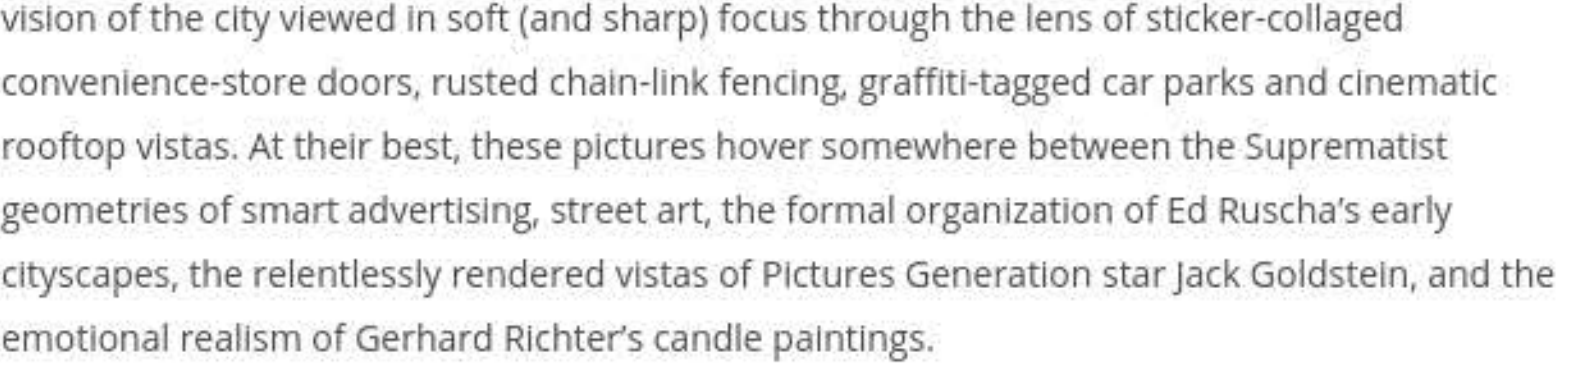 vision of the city viewed in soft (and sharp) focus through the lens of sticker-collaged
convenience-store doors, rusted chain-link fencing, graffiti-tagged car parks and cinematic
rooftop vistas. At their best, these pictures hover somewhere between the Suprematist
geometries of smart advertising, street art, the formal organization of Ed Ruscha’s early
cityscapes, the relentlessly rendered vistas of Pictures Generation star Jack Goldstein, and the
emotional realism of Gerhard Richter’s candle paintings.